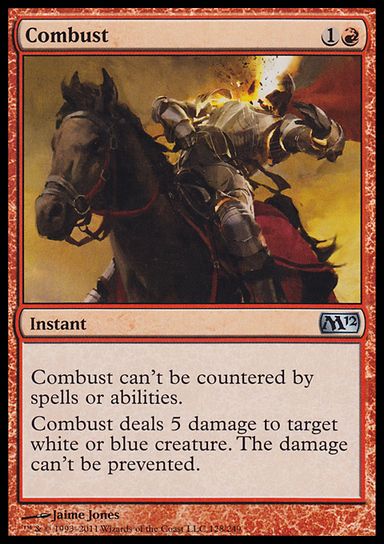 Combust 1
Instant M12
Combust can't be countered by
spells or abilities.
Combust deals 5 damage to target
white or blue creature. The damage
can't be prevented.
Jaime Jones
™ & © 1993–2011 Wizards of the Coast LLC 128/249